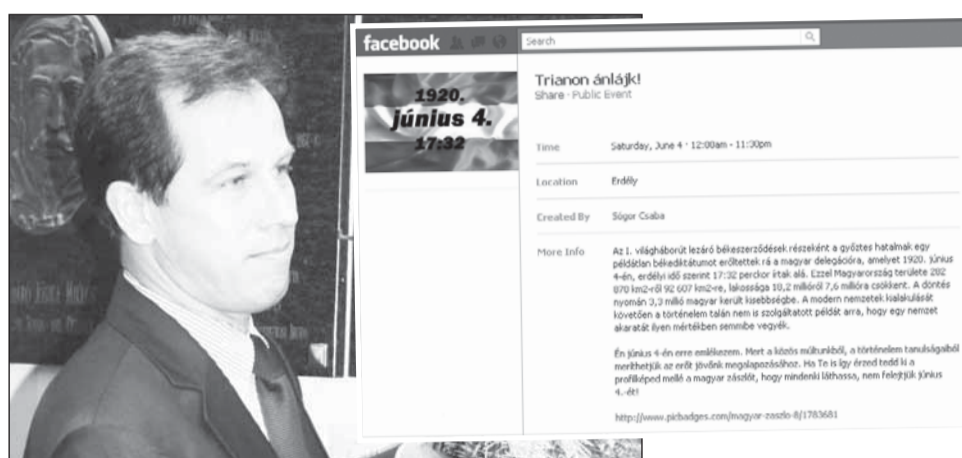 facebook
Search
1920.
június 4.
17:32
Trianon ánlájk!
Share · Public Event
Time Saturday, June 4 · 12:00am - 11:30pm
Location Erdély
Created By Sógor Csaba
More Info Az I. világháborút lezáró békeszerződések részeként a győztes hatalmak egy
példátlan békediktátumot erőltettek rá a magyar delegációra, amelyet 1920. június
4-én, erdélyi idő szerint 17:32 perckor írtak alá. Ezzel Magyarország területe 282
870 km2-ről 92 607 km2-re, lakossága 18,2 millióról 7,6 millióra csökkent. A döntés
nyomán 3,3 millió magyar került kisebbségbe. A modern nemzetek kialakulását
követően a történelem talán nem is szolgáltatott példát arra, hogy egy nemzet
akaratát ilyen mértékben semmibe vegyék.
Én június 4-én erre emlékezem. Mert a közös múltunkból, a történelem tanulságaiból
meríthetjük az erőt jövőnk megalapozásához. Ha Te is így érzed tedd ki a
profilképed mellé a magyar zászlót, hogy mindenki láthassa, nem felejtjük június
4.-ét!
http://www.picbadges.com/magyar-zaszlo-8/1783681